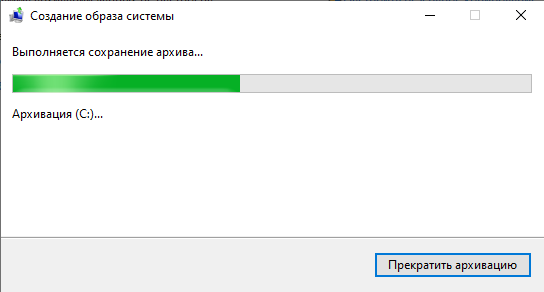 Создание образа системы
Выполняется сохранение архива...
Архивация (C:)...
Прекратить архивацию